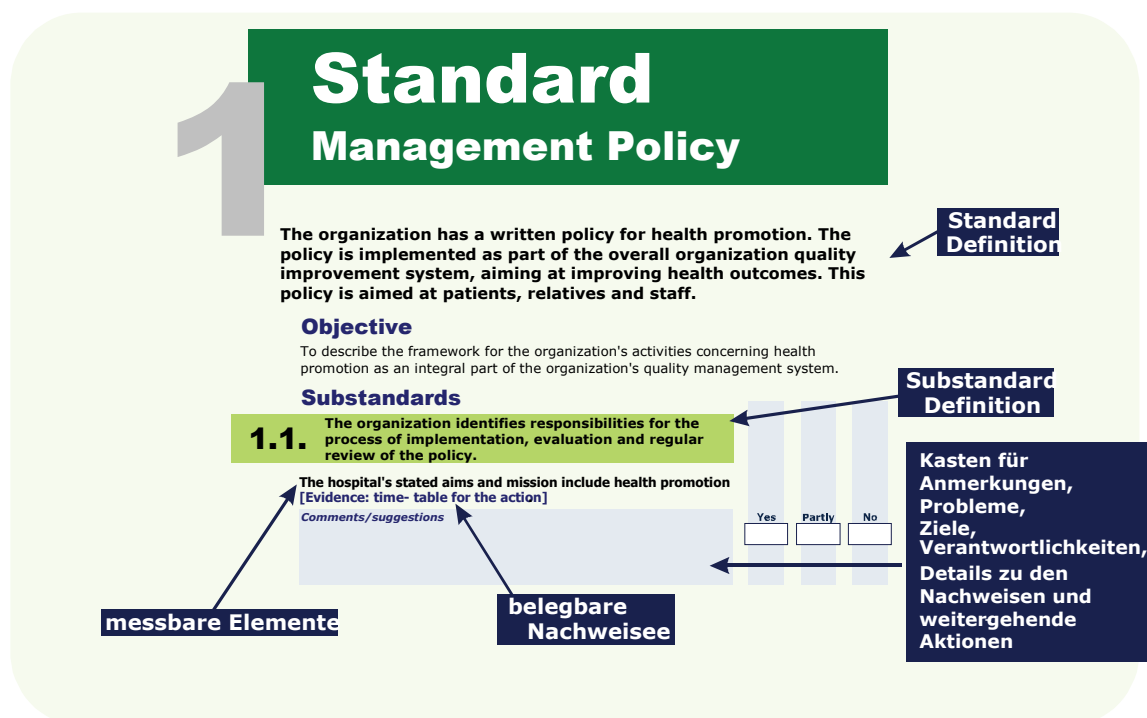 1
Standard
Management Policy
Standard
Definition
The organization has a written policy for health promotion. The
policy is implemented as part of the overall organization quality
improvement system, aiming at improving health outcomes. This
policy is aimed at patients, relatives and staff.
Objective
To describe the framework for the organization's activities concerning health
promotion as an integral part of the organization's quality management system.
Substandards
Substandard
Definition
1.1.
The organization identifies responsibilities for the
process of implementation, evaluation and regular
review of the policy.
The hospital's stated aims and mission include health promotion
[Evidence: time- table for the action]
Comments/suggestions
Yes Partly No
Kasten für
Anmerkungen,
Probleme,
Ziele,
Verantwortlichkeiten,
Details zu den
Nachweisen und
weitergehende
Aktionen
messbare Elemente
belegbare
Nachweisee